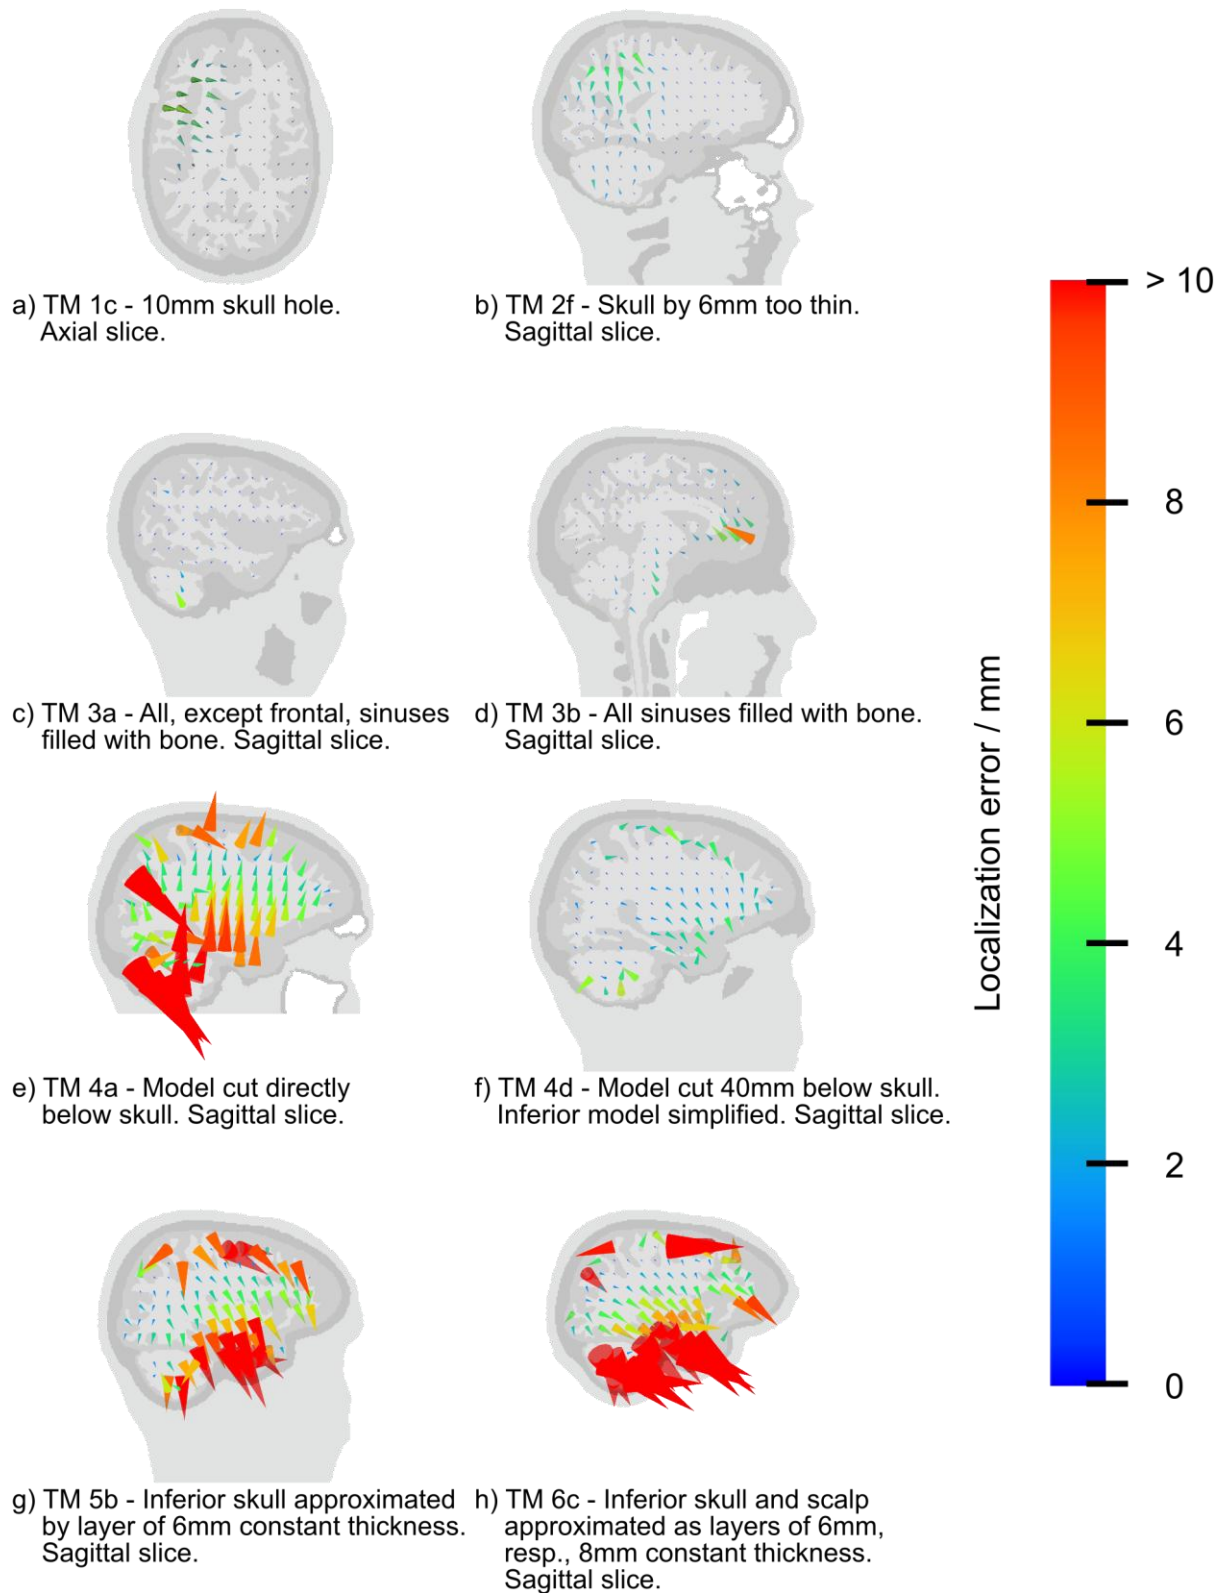 a) TM 1c - 10mm skull hole.
Axial slice.
b) TM 2f - Skull by 6mm too thin.
Sagittal slice.
c) TM 3a - All, except frontal, sinuses
filled with bone. Sagittal slice.
d) TM 3b - All sinuses filled with bone.
Sagittal slice.
e) TM 4a - Model cut directly
below skull. Sagittal slice.
f) TM 4d - Model cut 40mm below skull.
Inferior model simplified. Sagittal slice.
g) TM 5b - Inferior skull approximated
by layer of 6mm constant thickness.
Sagittal slice.
h) TM 6c - Inferior skull and scalp
approximated as layers of 6mm,
resp., 8mm constant thickness.
Sagittal slice.
Localization error / mm
> 10
8
6
4
2
0